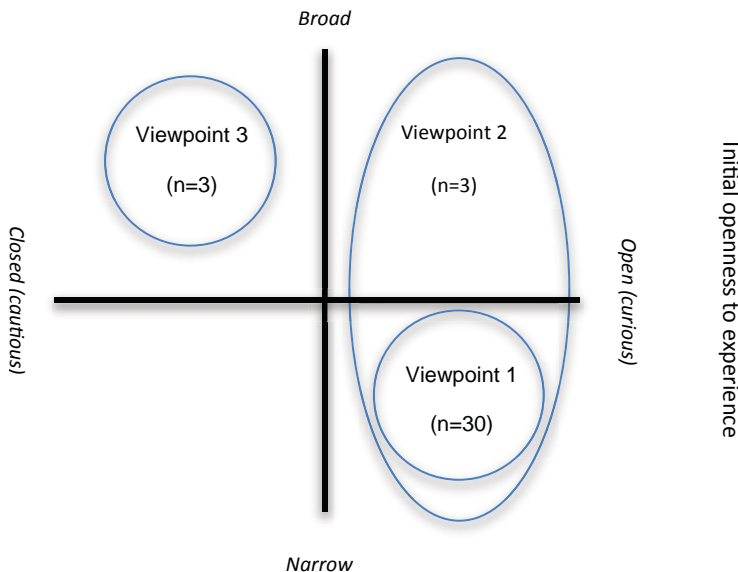 Broad
Viewpoint 3
(n=3)
Viewpoint 2
(n=3)
Closed (cautious)
Open (curious)
Initial openness to experience
Viewpoint 1
(n=30)
Narrow